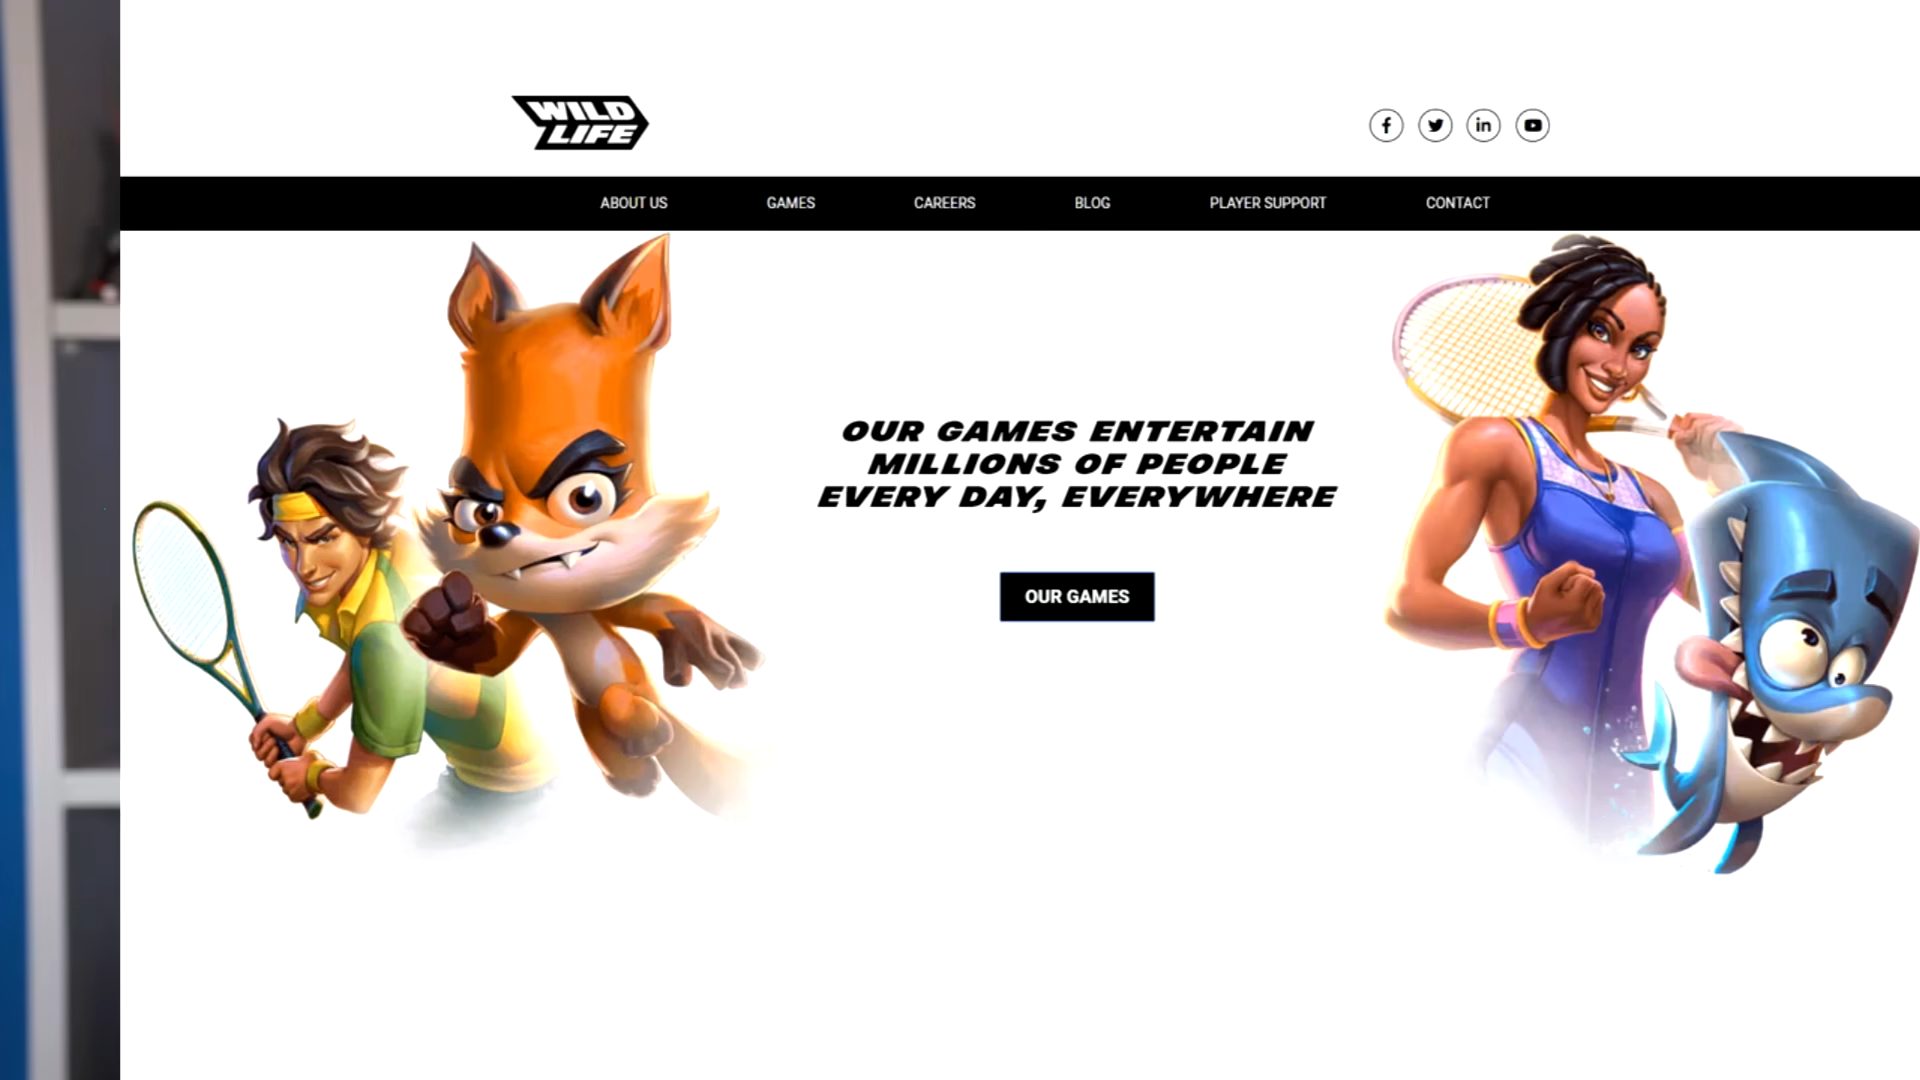 WILD
LIFE
ABOUT US
GAMES
CAREERS
BLOG
PLAYER SUPPORT
CONTACT
OUR GAMES ENTERTAIN
MILLIONS OF PEOPLE
EVERY DAY, EVERYWHERE
OUR GAMES